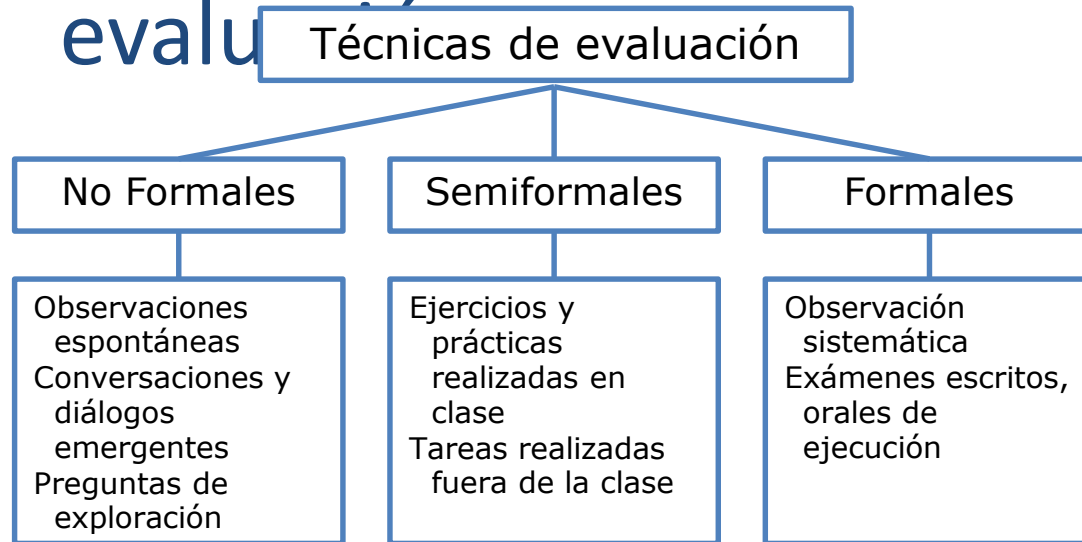 evalu
Técnicas de evaluación
No Formales
Semiformales
Formales
Observaciones
espontáneas
Conversaciones y
diálogos
emergentes
Preguntas de
exploración
Ejercicios y
prácticas
realizadas en
clase
Tareas realizadas
fuera de la clase
Observación
sistemática
Exámenes escritos,
orales de
ejecución